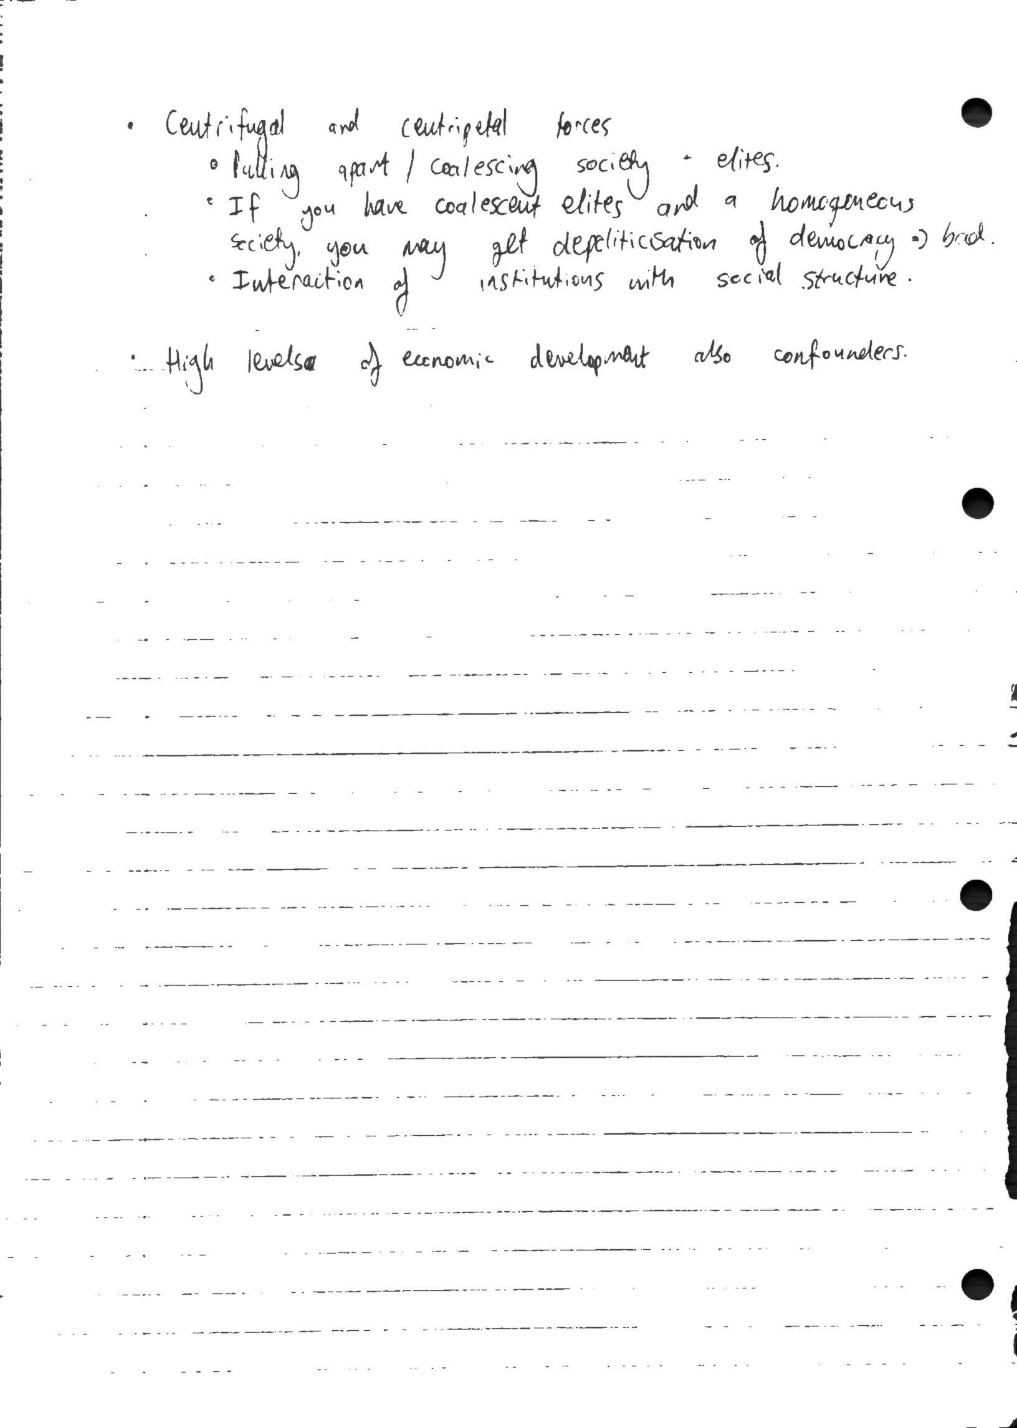 • Centrifugal and centripetal forces
• Pulling apart / coalescing society - elites.
• If you have coalescent elites and a homogeneous
society, you may get depoliticisation of democracy => bad.
• Interaction of institutions with social structure.
• High levels of economic development also confounders.